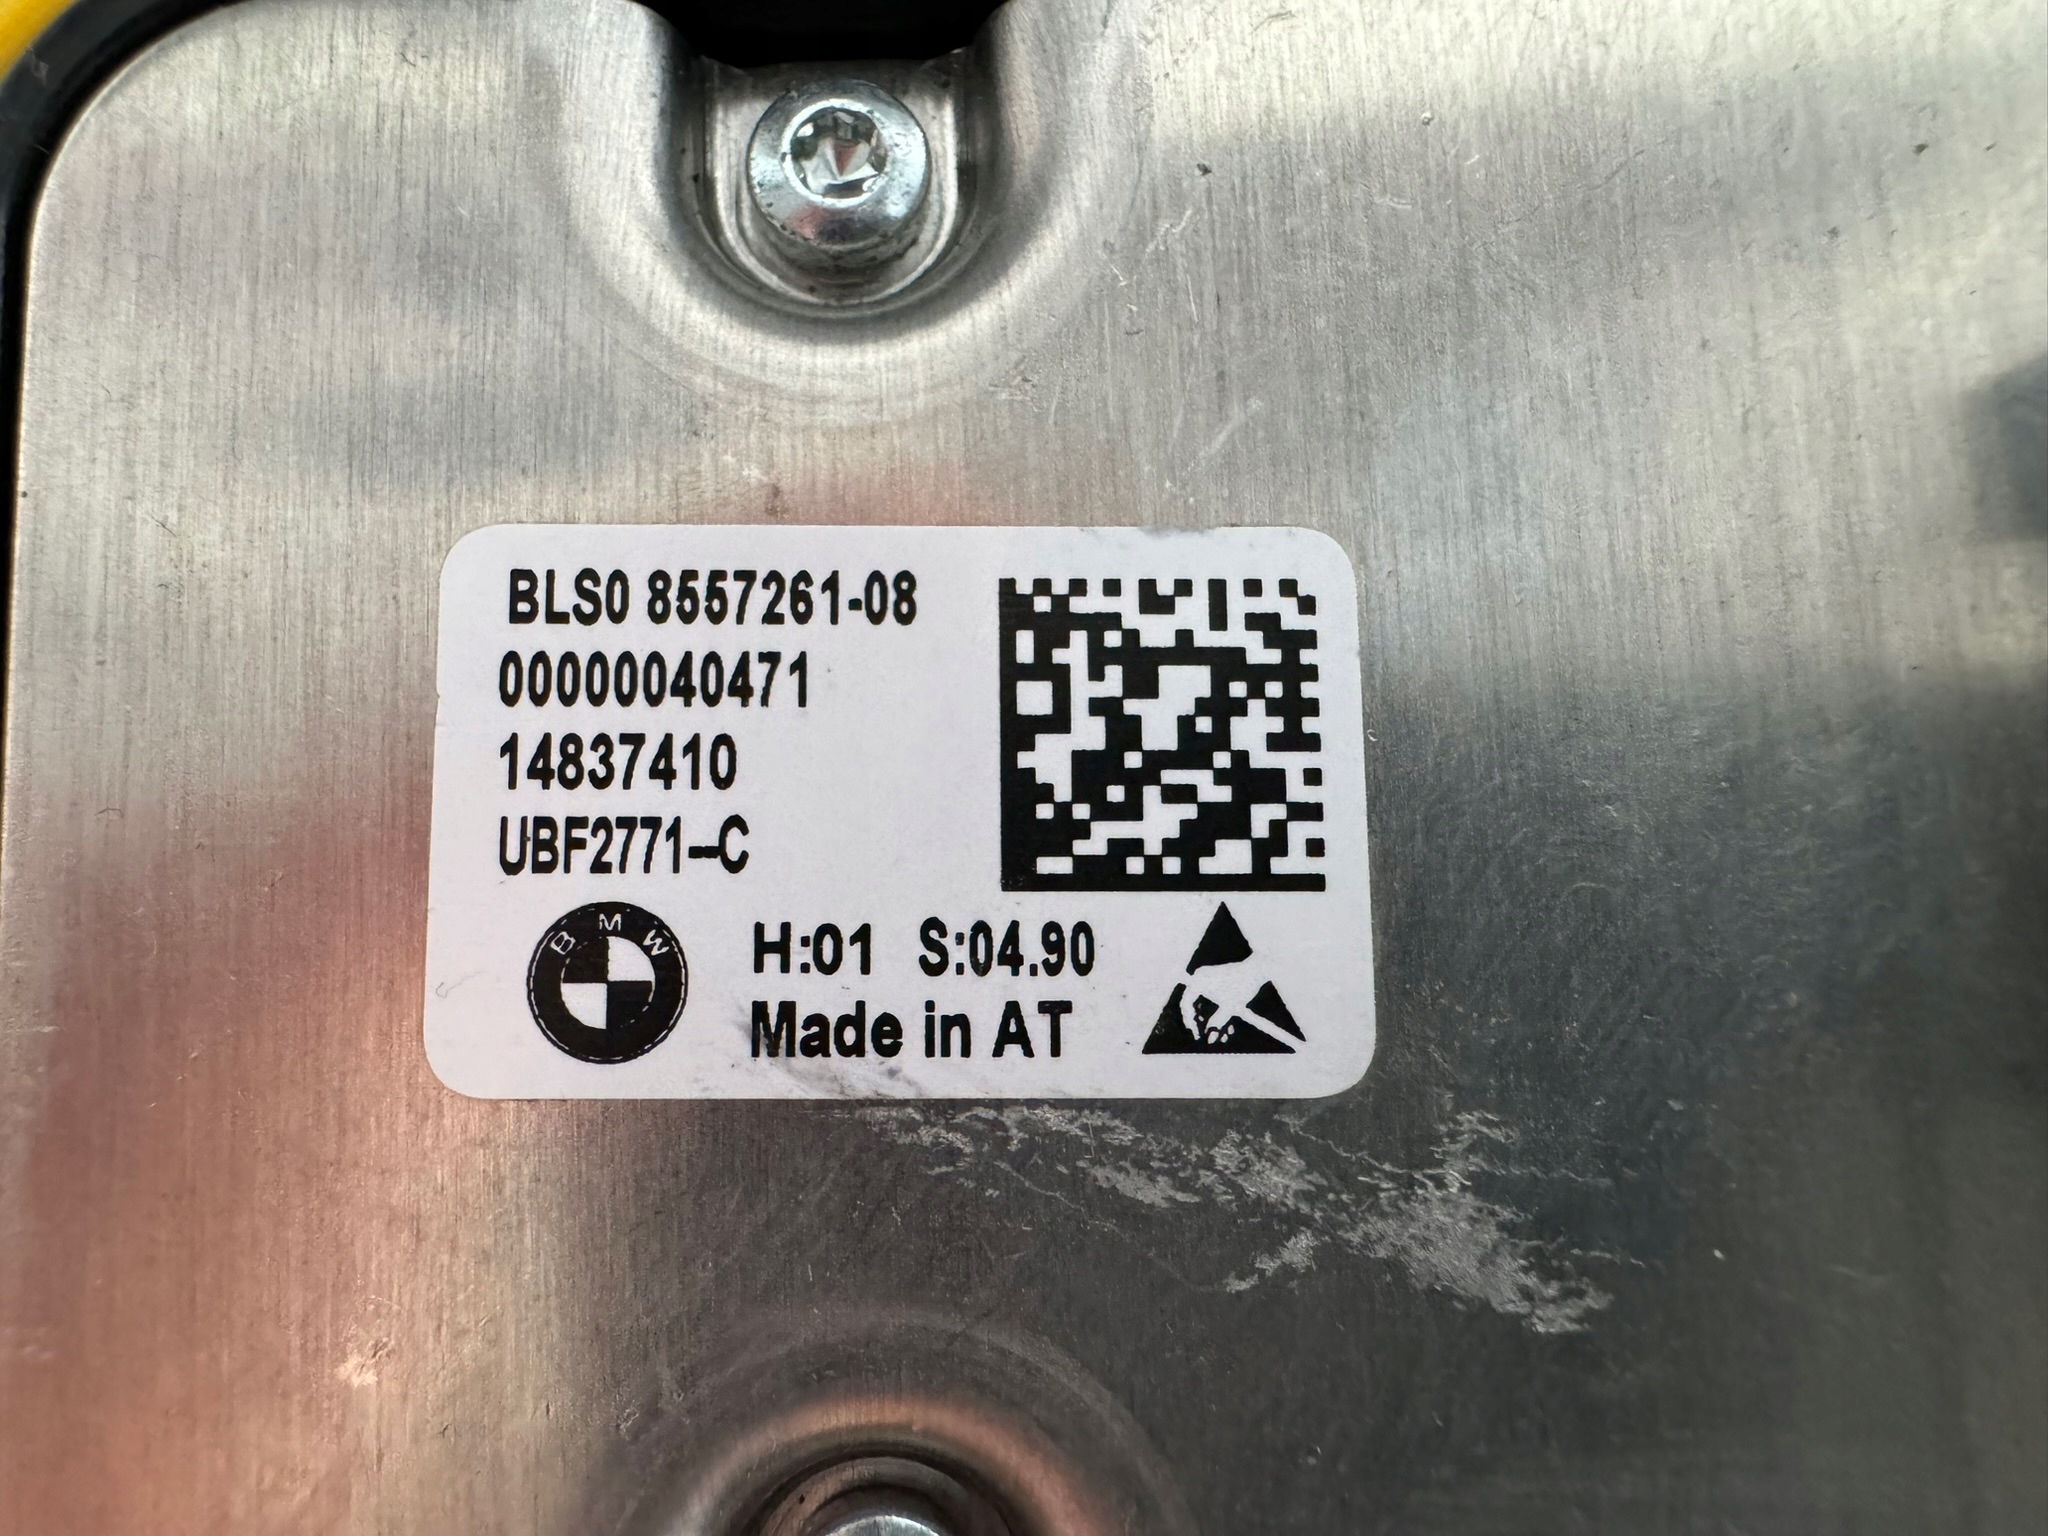 BLS0 8557261-08
00000040471
14837410
UBF2771--C
BMW
H:01 S:04.90
Made in AT